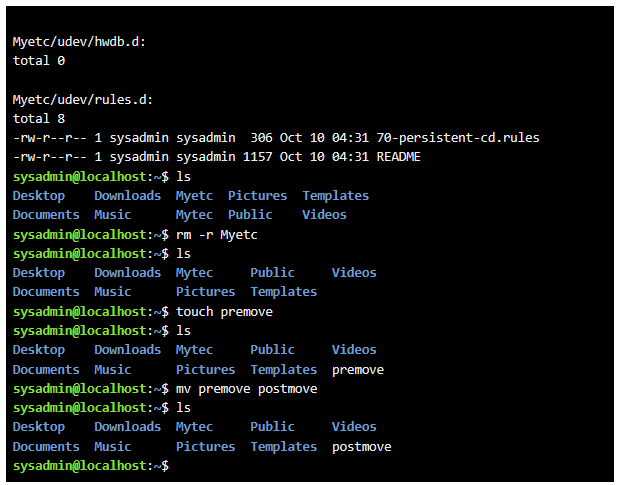 Myetc/udev/hwdb.d:
total 0
Myetc/udev/rules.d:
total 8
-rw-r--r-- 1 sysadmin sysadmin  306 Oct 10 04:31 70-persistent-cd.rules
-rw-r--r-- 1 sysadmin sysadmin 1157 Oct 10 04:31 README
sysadmin@localhost:~$ ls
Desktop    Downloads  Myetc  Pictures  Templates
Documents  Music      Mytec  Public    Videos
sysadmin@localhost:~$ rm -r Myetc
sysadmin@localhost:~$ ls
Desktop    Downloads  Mytec     Public     Videos
Documents  Music      Pictures  Templates
sysadmin@localhost:~$ touch premove
sysadmin@localhost:~$ ls
Desktop    Downloads  Mytec     Public     Videos
Documents  Music      Pictures  Templates  premove
sysadmin@localhost:~$ mv premove postmove
sysadmin@localhost:~$ ls
Desktop    Downloads  Mytec     Public     Videos
Documents  Music      Pictures  Templates  postmove
sysadmin@localhost:~$